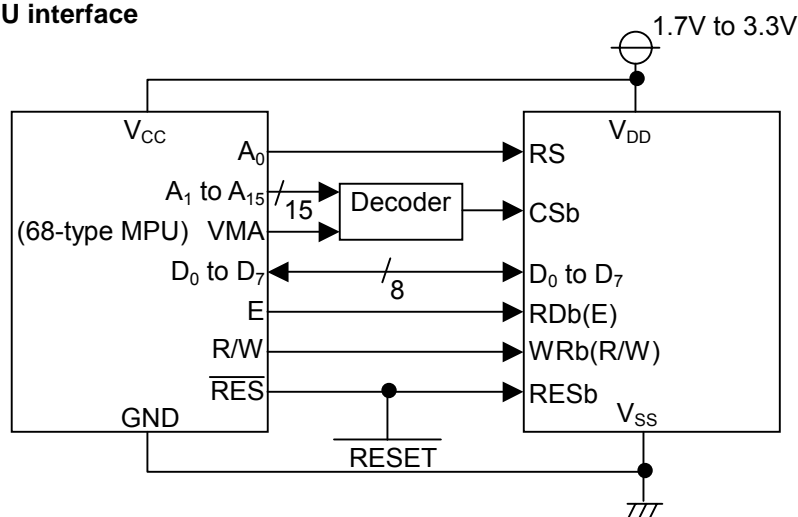 U interface
1.7V to 3.3V
VCC
VDD
A0
RS
A1 to A15
15
Decoder
CSb
(68-type MPU) VMA
D0 to D7
8
D0 to D7
E
RDb(E)
R/W
WRb(R/W)
RES
RESb
GND
VSS
RESET